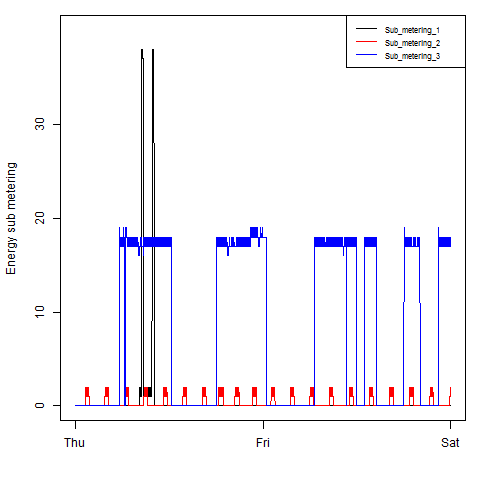 Sub_metering_1
Sub_metering_2
Sub_metering_3
Energy sub metering
30
20
10
0
Thu
Fri
Sat